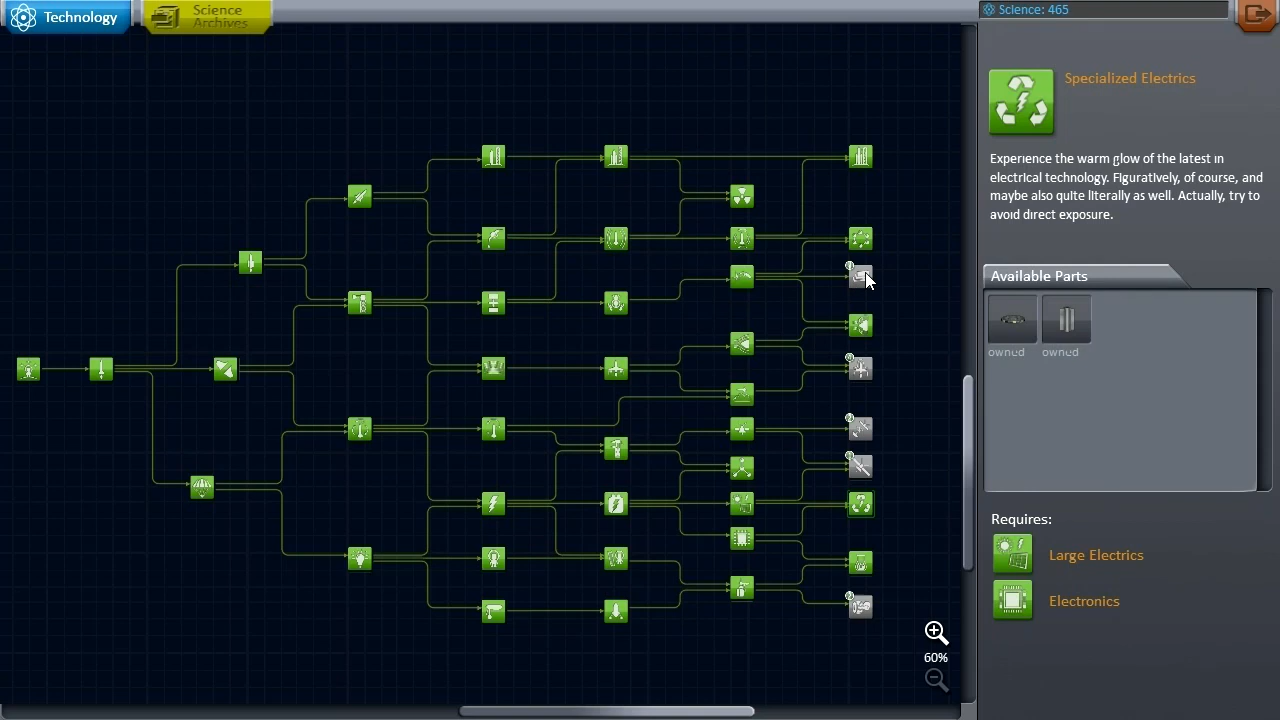 Technology
Science
Archives
Science: 465
Specialized Electrics
Experience the warm glow of the latest in
electrical technology. Figuratively, of course, and
maybe also quite literally as well. Actually, try to
avoid direct exposure.
Available Parts
owned owned
Requires:
Large Electrics
Electronics
60%